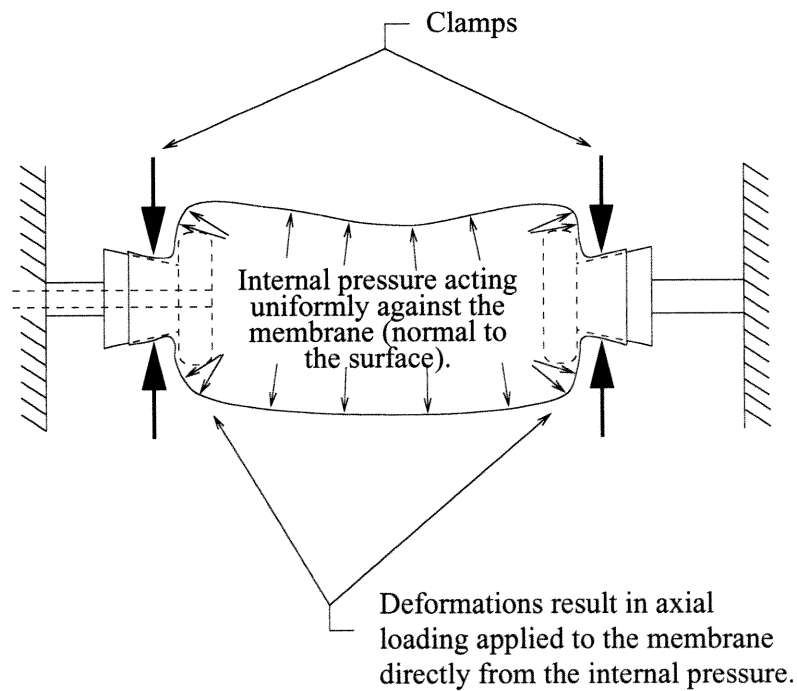 Clamps
Internal pressure acting
uniformly against the
membrane (normal to
the surface).
Deformations result in axial
loading applied to the membrane
directly from the internal pressure.